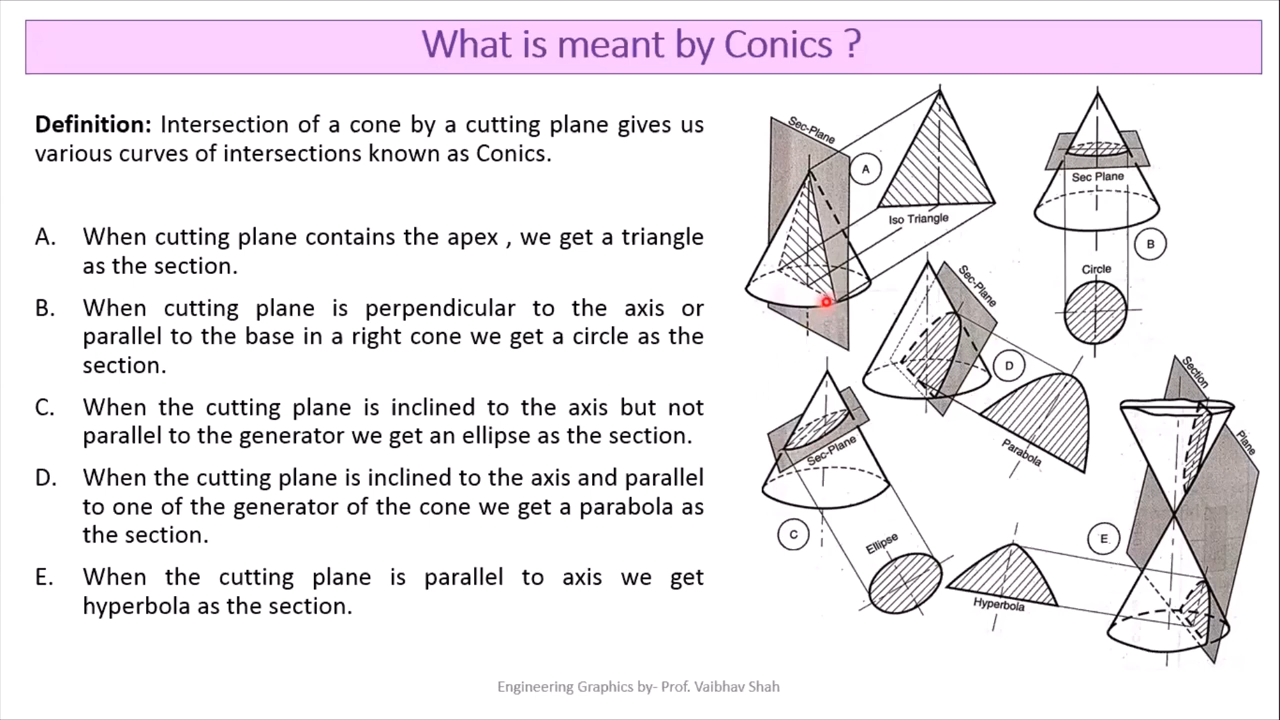 What is meant by Conics ?
Definition: Intersection of a cone by a cutting plane gives us
various curves of intersections known as Conics.
A. When cutting plane contains the apex , we get a triangle
as the section.
B. When cutting plane is perpendicular to the axis or
parallel to the base in a right cone we get a circle as the
section.
C. When the cutting plane is inclined to the axis but not
parallel to the generator we get an ellipse as the section.
D. When the cutting plane is inclined to the axis and parallel
to one of the generator of the cone we get a parabola as
the section.
E. When the cutting plane is parallel to axis we get
hyperbola as the section.
Sec-Plane
A
Iso Triangle
Sec Plane
B
Circle
Sec-Plane
D
Parabola
Sec-Plane
C
Ellipse
Section
Plane
E.
Hyperbola
Engineering Graphics by- Prof. Vaibhav Shah